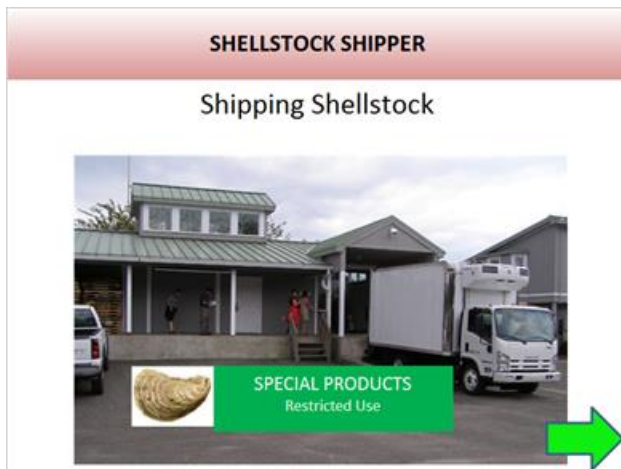 SHELLSTOCK SHIPPER
Shipping Shellstock
SPECIAL PRODUCTS
Restricted Use